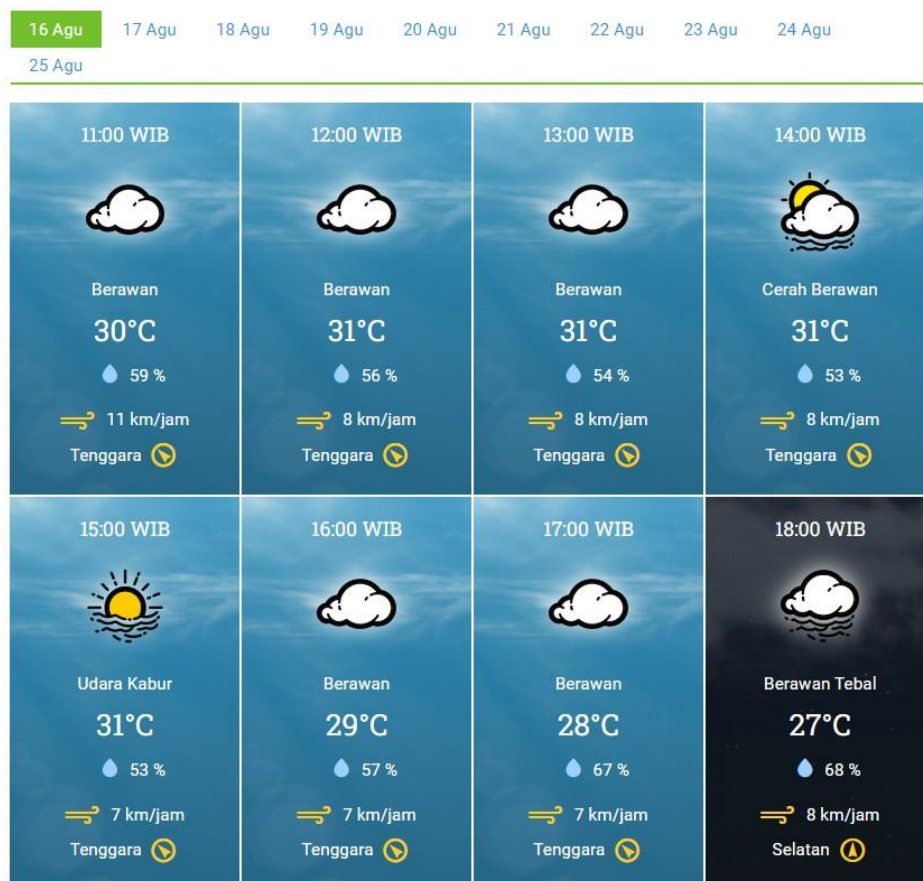 16 Agu 17 Agu 18 Agu 19 Agu 20 Agu 21 Agu 22 Agu 23 Agu 24 Agu
25 Agu
11:00 WIB
Berawan
30°C
59 %
11 km/jam
Tenggara
12:00 WIB
Berawan
31°C
56 %
8 km/jam
Tenggara
13:00 WIB
Berawan
31°C
54 %
8 km/jam
Tenggara
14:00 WIB
Cerah Berawan
31°C
53 %
8 km/jam
Tenggara
15:00 WIB
Udara Kabur
31°C
53 %
7 km/jam
Tenggara
16:00 WIB
Berawan
29°C
57 %
7 km/jam
Tenggara
17:00 WIB
Berawan
28°C
67 %
7 km/jam
Tenggara
18:00 WIB
Berawan Tebal
27°C
68 %
8 km/jam
Selatan